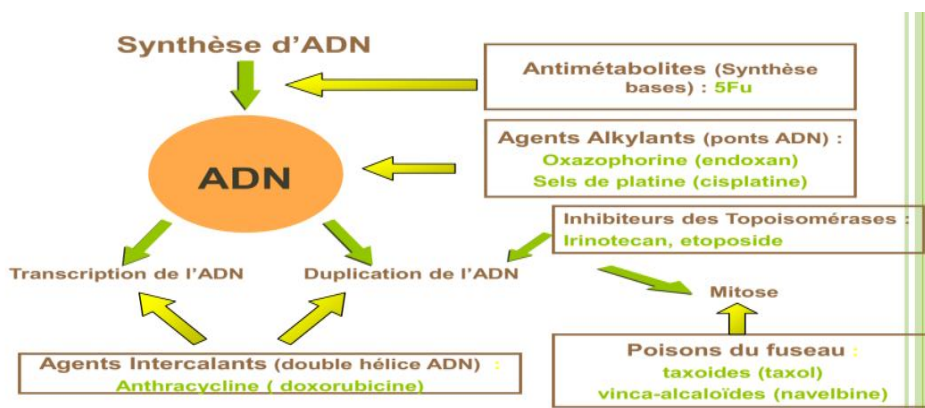 Synthèse d'ADN
Antimétabolites (Synthèse
bases) : 5Fu
Agents Alkylants (ponts ADN) :
Oxazophorine (endoxan)
Sels de platine (cisplatine)
ADN
Inhibiteurs des Topoisomérases :
Irinotecan, etoposide
Transcription de l'ADN
Duplication de l'ADN
Mitose
Agents Intercalants (double hélice ADN) :
Anthracycline ( doxorubicine)
Poisons du fuseau :
taxoides (taxol)
vinca-alcaloïdes (navelbine)